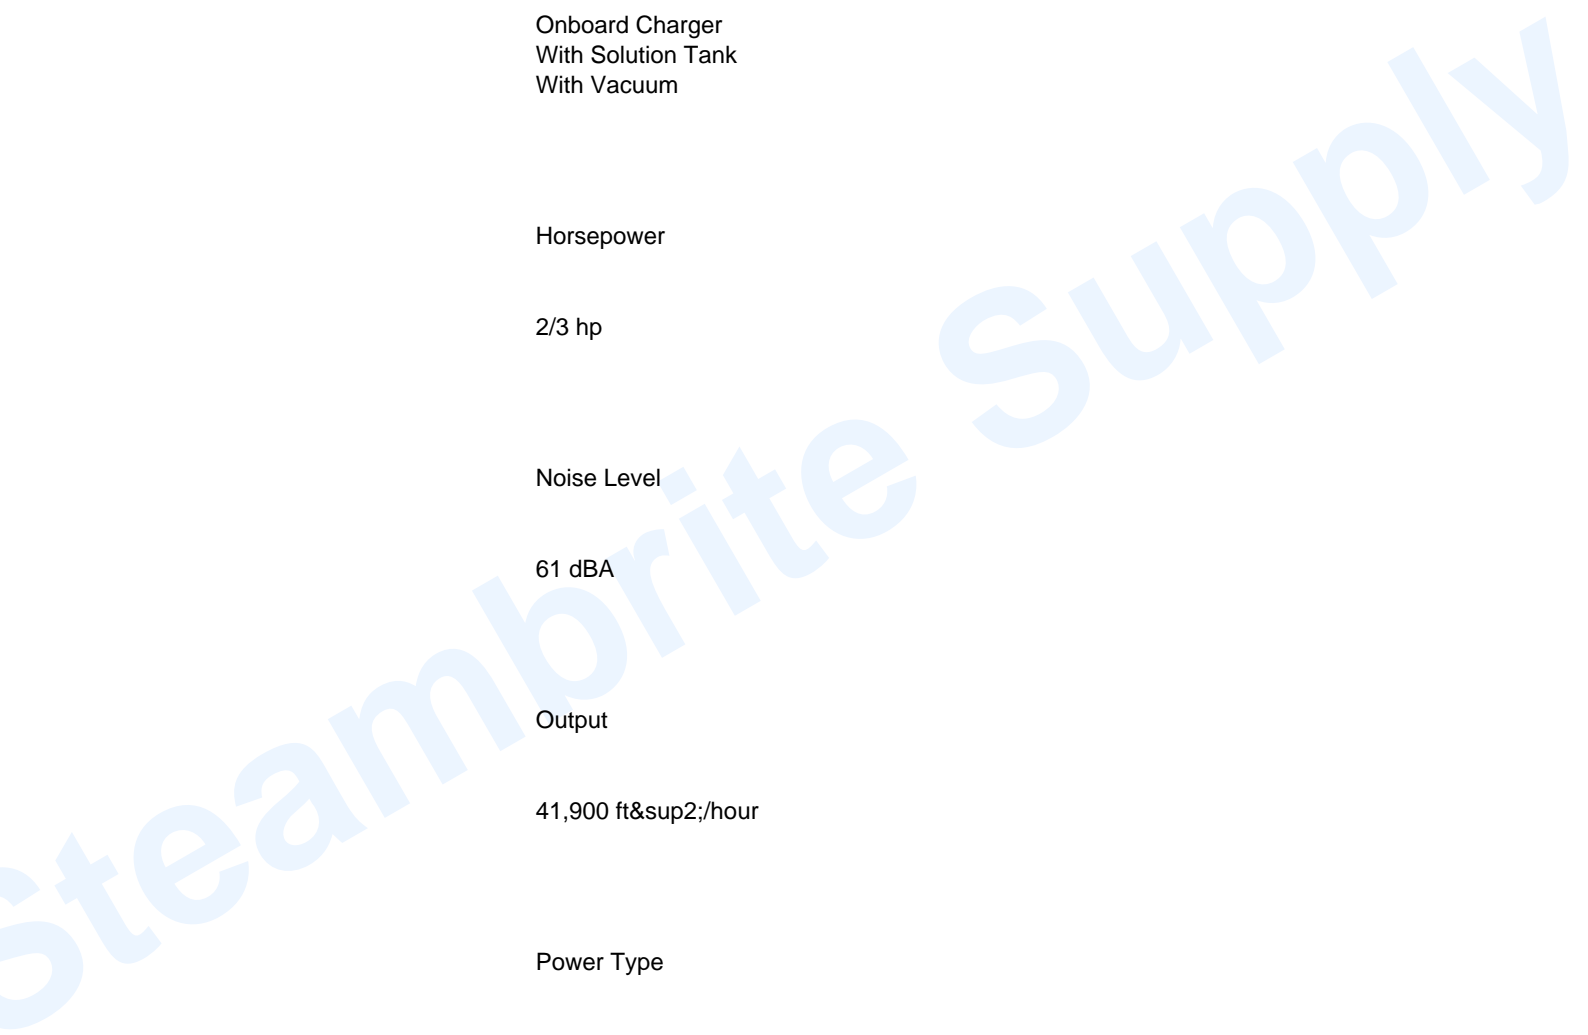 Onboard Charger
With Solution Tank
With Vacuum
Horsepower
2/3 hp
Noise Level
61 dBA
Output
41,900 ft&sup2;/hour
Power Type
Steambrite Supply